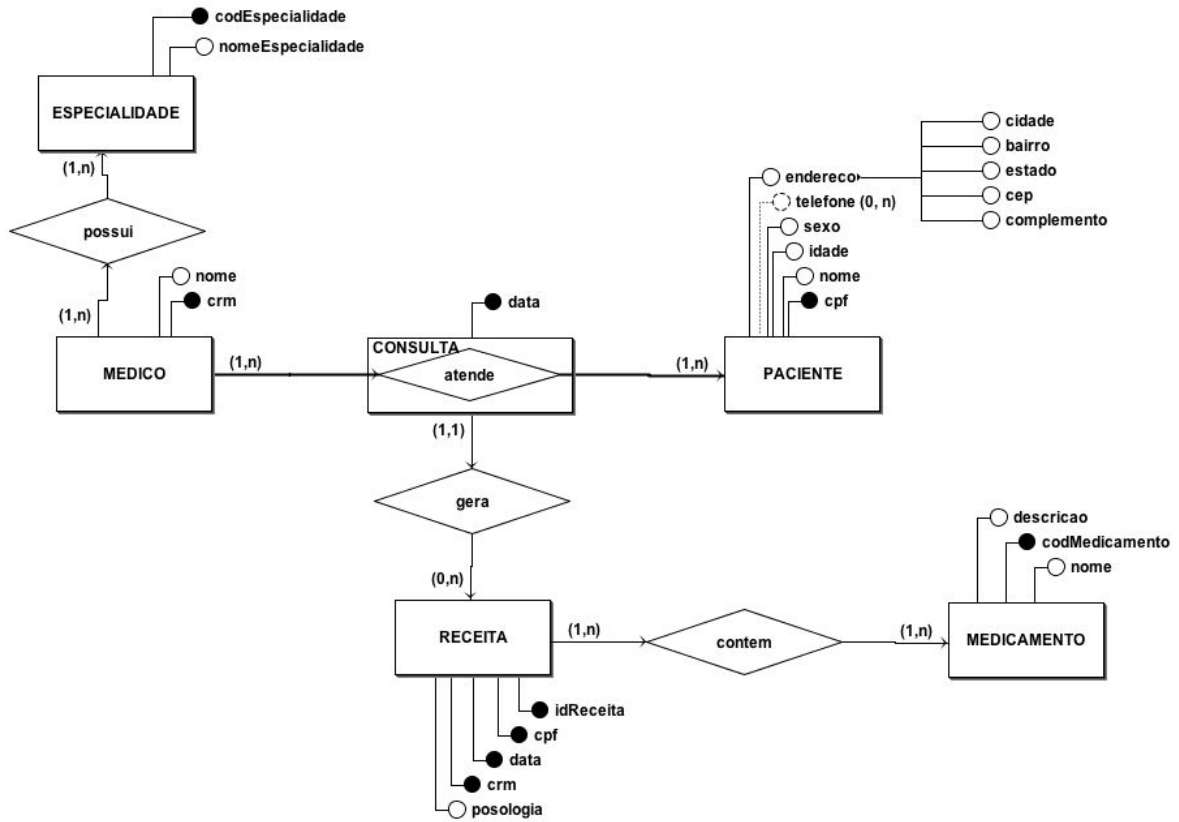 codEspecialidade
nomeEspecialidade
ESPECIALIDADE
(1,n)
possui
(1,n)
nome
crm
MEDICO
(1,n)
data
CONSULTA
atende
(1,n)
cidade
bairro
estado
cep
complemento
endereco
telefone (0, n)
sexo
idade
nome
cpf
PACIENTE
(1,1)
gera
(0,n)
RECEITA
(1,n)
contem
(1,n)
descricao
codMedicamento
nome
MEDICAMENTO
idReceita
cpf
data
crm
posologia